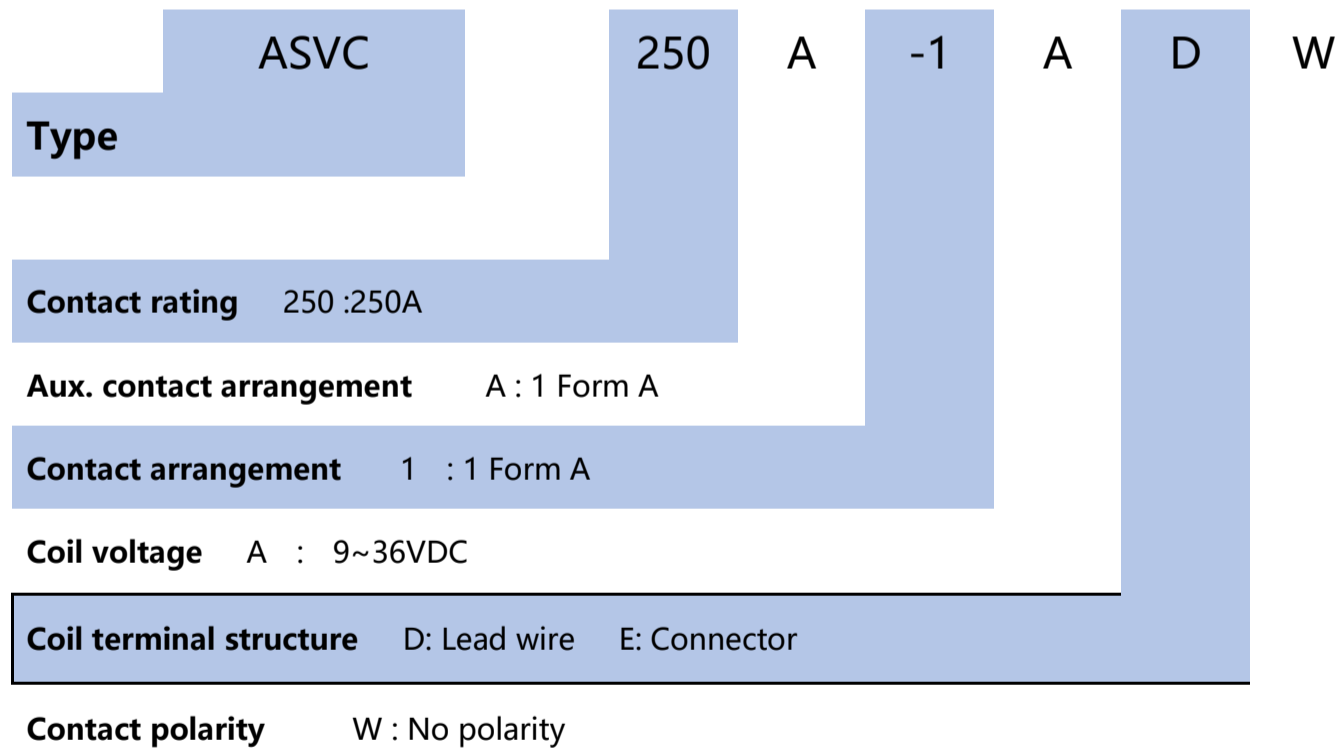 ASVC 250 A -1 A D W
Type
Contact rating 250 :250A
Aux. contact arrangement A : 1 Form A
Contact arrangement 1 : 1 Form A
Coil voltage A : 9~36VDC
Coil terminal structure D: Lead wire E: Connector
Contact polarity W : No polarity